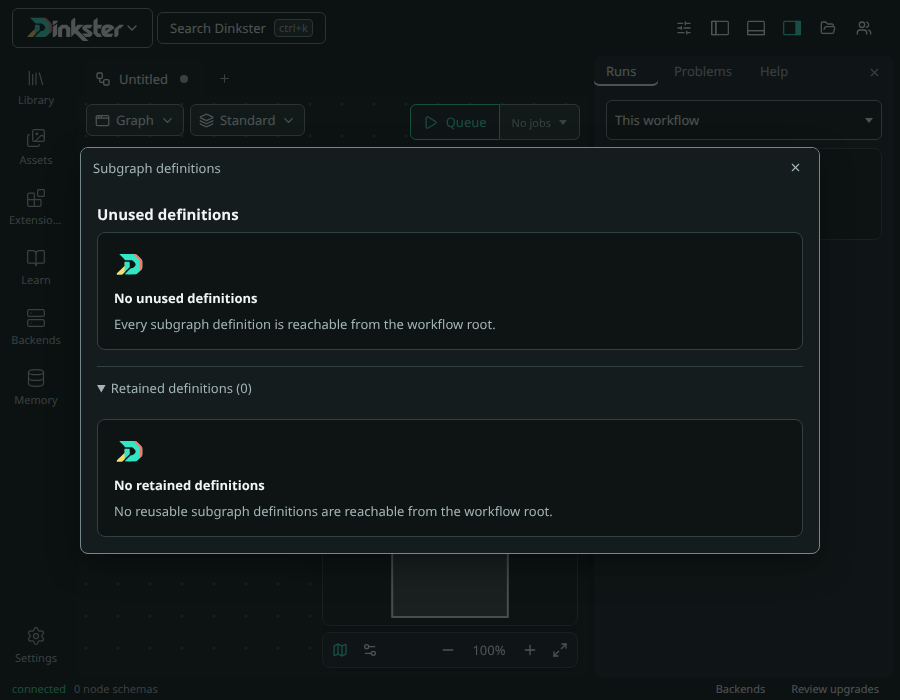 Dinkster
Search Dinkster ctrl+k
Library
Assets
Extensio...
Learn
Backends
Memory
Settings
Untitled
Graph
Standard
Queue
No jobs
Runs
Problems
Help
This workflow
Subgraph definitions
Unused definitions
No unused definitions
Every subgraph definition is reachable from the workflow root.
Retained definitions (0)
No retained definitions
No reusable subgraph definitions are reachable from the workflow root.
100%
connected
0 node schemas
Backends
Review upgrades